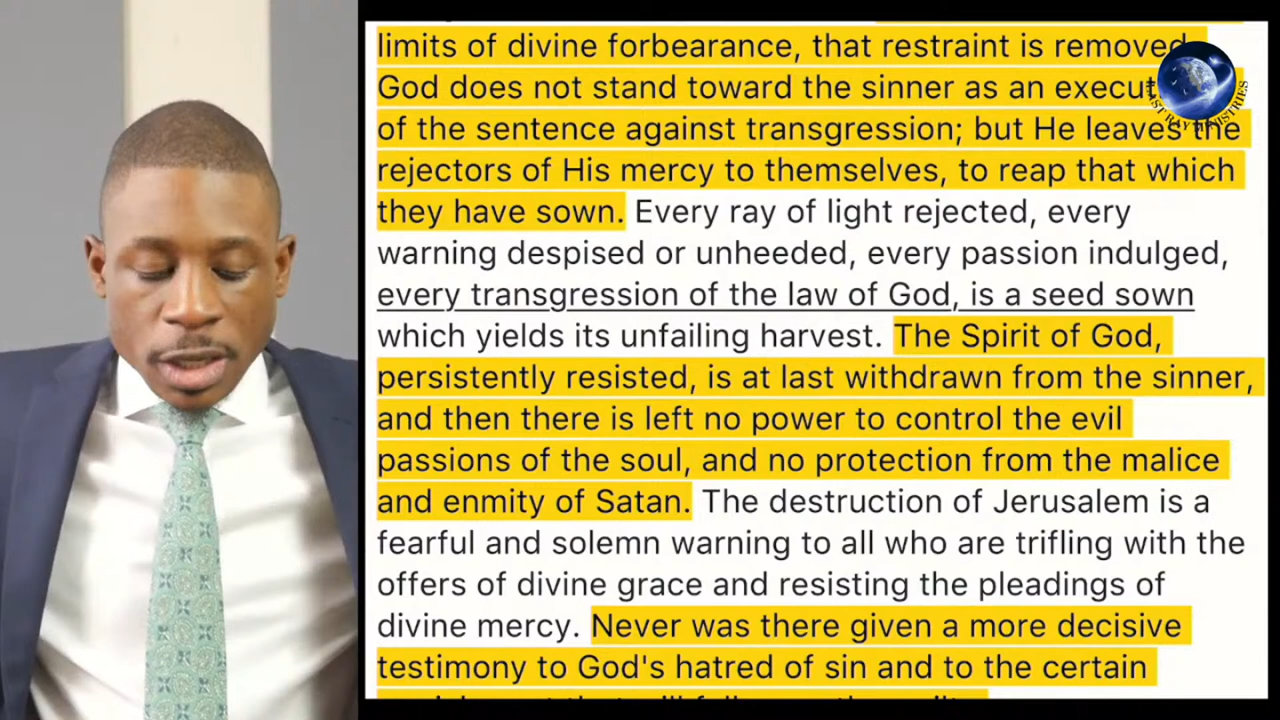 limits of divine forbearance, that restraint is removed
God does not stand toward the sinner as an
of the sentence against transgression; but He leaves the
rejectors of His mercy to themselves, to reap that which
they have sown. Every ray of light rejected, every
warning despised or unheeded, every passion indulged,
every transgression of the law of God, is a seed sown
which yields its unfailing harvest. The Spirit of God,
persistently resisted, is at last withdrawn from the sinner,
and then there is left no power to control the evil
passions of the soul, and no protection from the malice
and enmity of Satan. The destruction of Jerusalem is a
fearful and solemn warning to all who are trifling with the
offers of divine grace and resisting the pleadings of
divine mercy. Never was there given a more decisive
testimony to God's hatred of sin and to the certain
RAY MINISTRIES